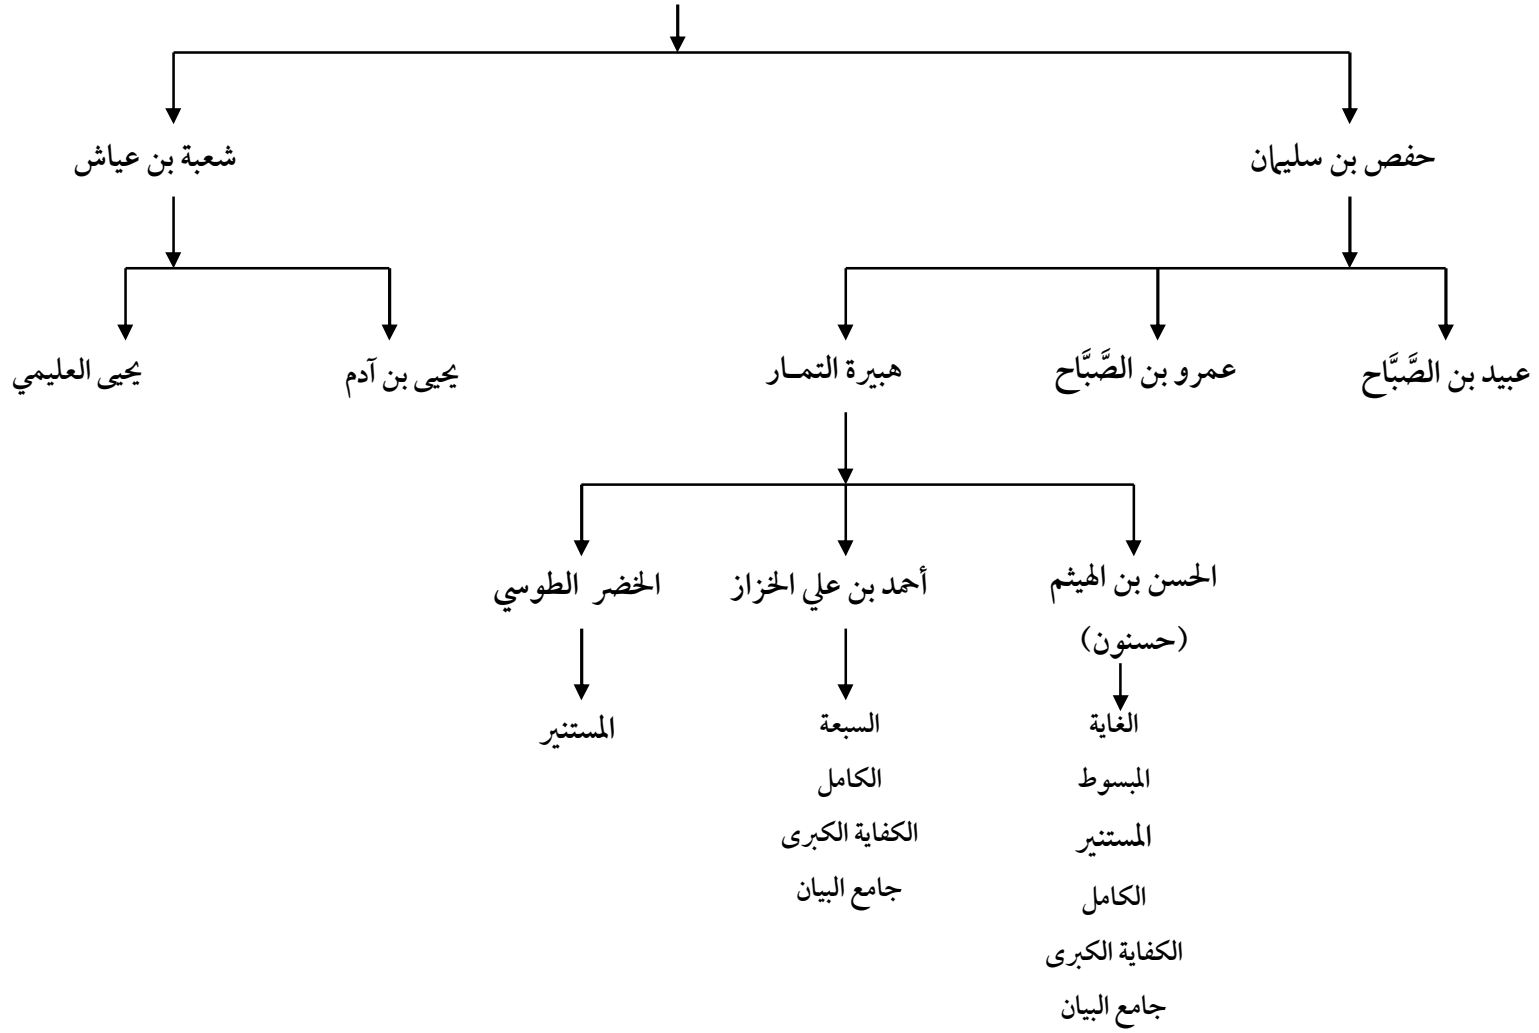 حفص بن سليمان
شعبة بن عياش
عبيد بن الصَّبَّاح
عمرو بن الصَّبَّاح
هبيرة التمـار
يحيى بن آدم
يحيى العليمي
الحسن بن الهيثم
(حسنون)
أحمد بن علي الخزاز
الخضر الطوسي
الغاية
المبسوط
المستنير
الكامل
الكفاية الكبرى
جامع البيان
السبعة
الكامل
الكفاية الكبرى
جامع البيان
المستنير